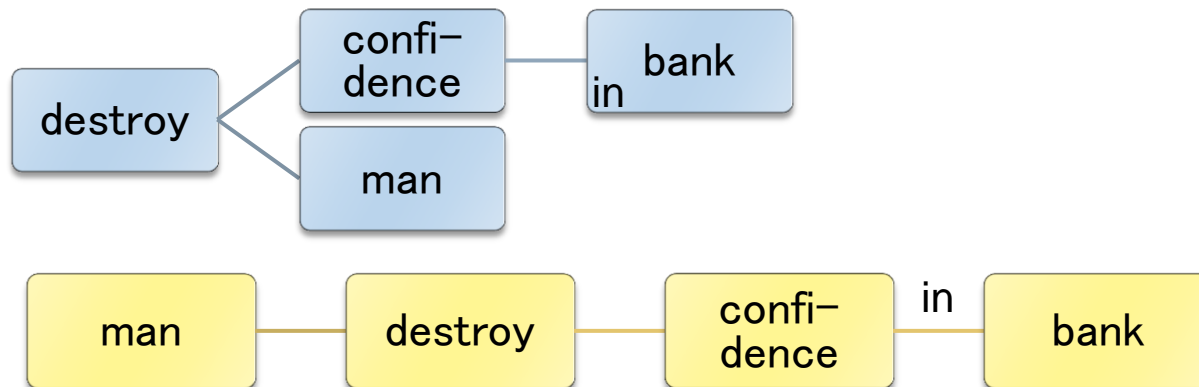 destroy
confi-
dence
in
bank
man
man
destroy
confi-
dence
in
bank